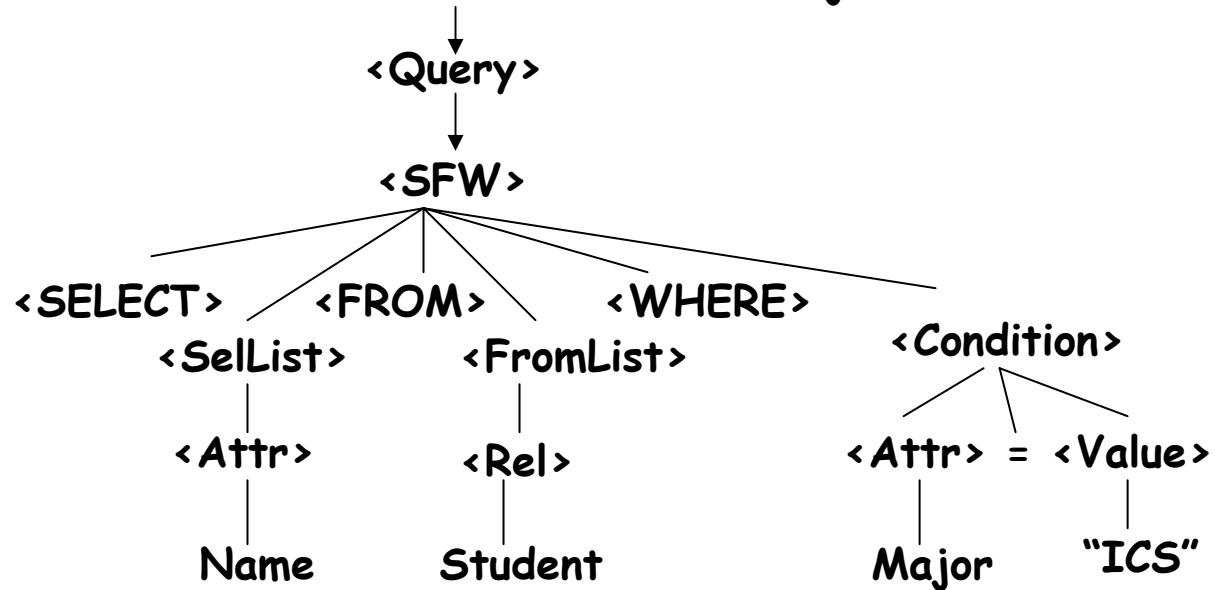 <Query>
<SFW>
<SELECT> <FROM> <WHERE>
<SelList> <FromList> <Condition>
<Attr> <Rel> <Attr> = <Value>
Name Student Major “ICS”